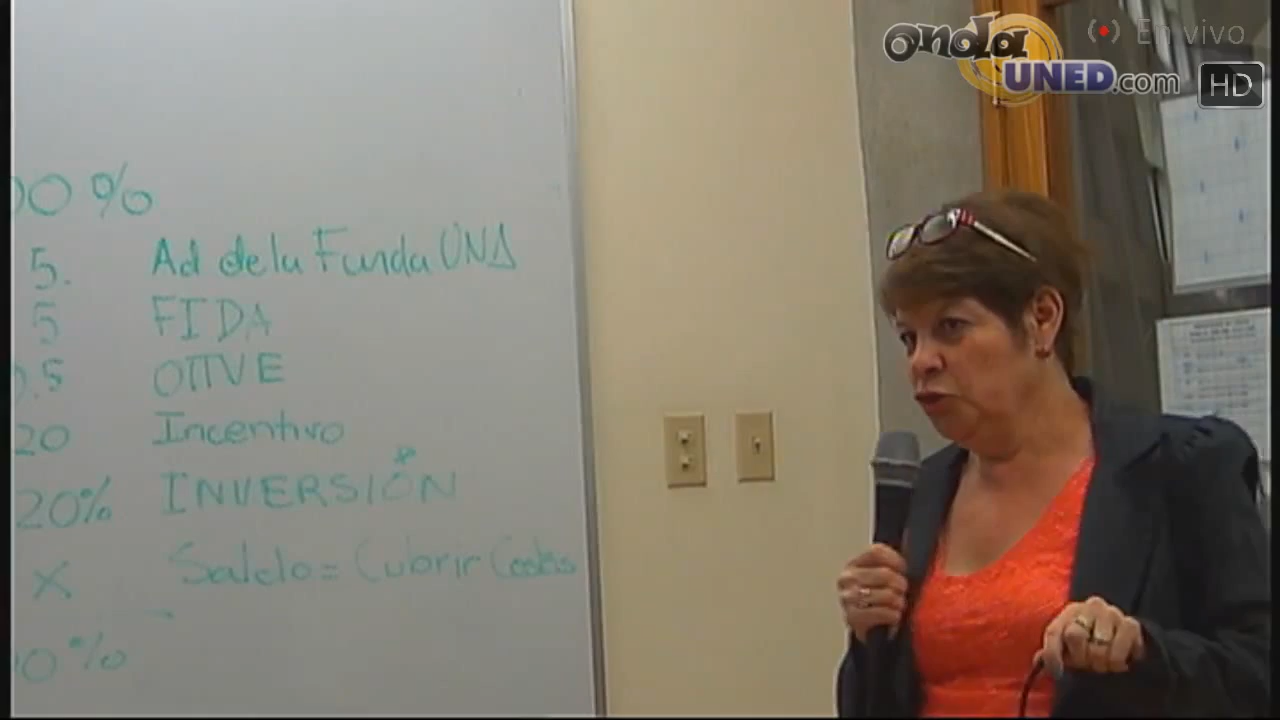 00 %
5. Ad de la Funda UNA
5 FIDA
0.5 OTTVE
20 Incentivo
20% INVERSIÓN *
X Saldo = Cubrir Costos
00 %
onda
UNED.com
En vivo
HD